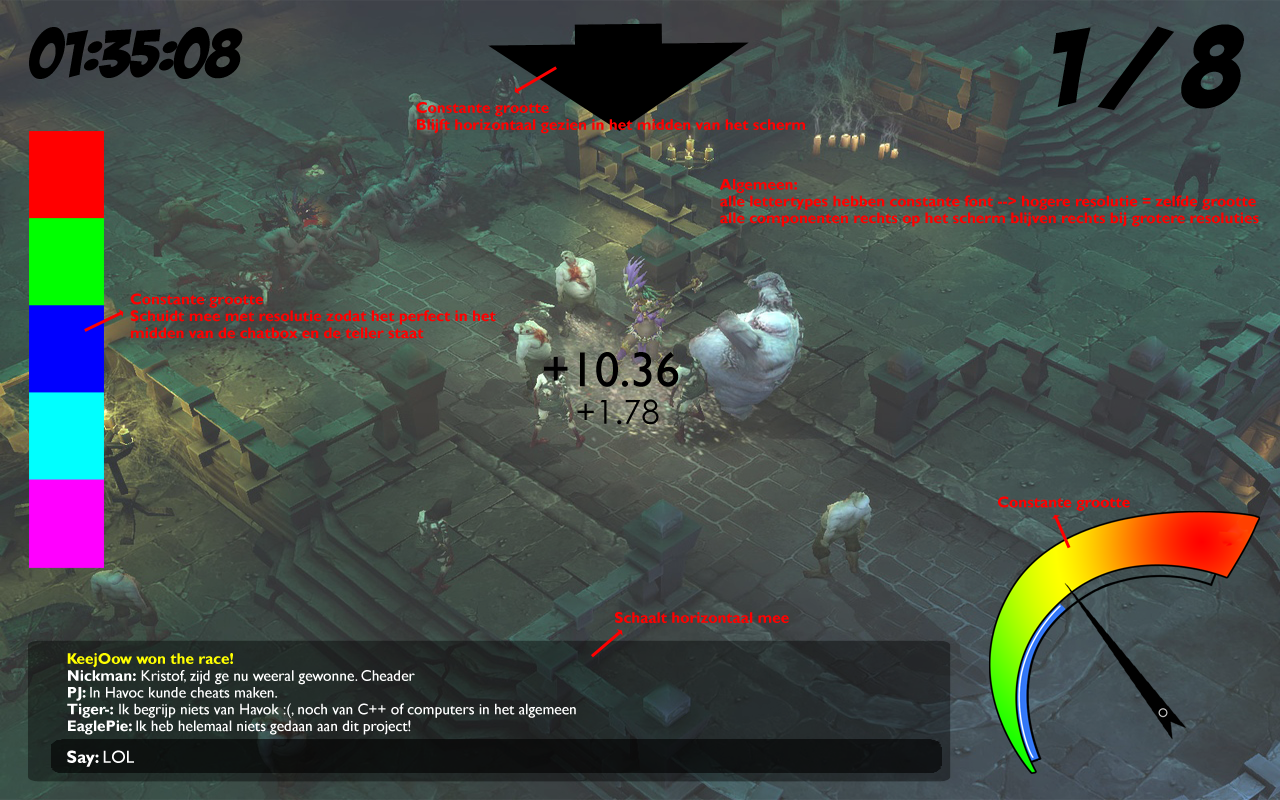 01:35:08
1/8
Constante grootte
Blijft horizontaal gezien in het midden van het scherm
Algemeen:
alle lettertypes hebben constante font --> hogere resolutie = zelfde grootte
alle componenten rechts op het scherm blijven rechts bij grotere resoluties
Constante grootte
Schuidt mee met resolutie zodat het perfect in het
midden van de chatbox en de teller staat
+10.36
+1.78
Constante grootte
Schaalt horizontaal mee
KeejOow won the race!
Nickman: Kristof, zijd ge nu weeral gewonne. Cheader
PJ: In Havoc kunde cheats maken.
Tiger-: Ik begrijp niets van Havok :(, noch van C++ of computers in het algemeen
EaglePie: Ik heb helemaal niets gedaan aan dit project!
Say: LOL